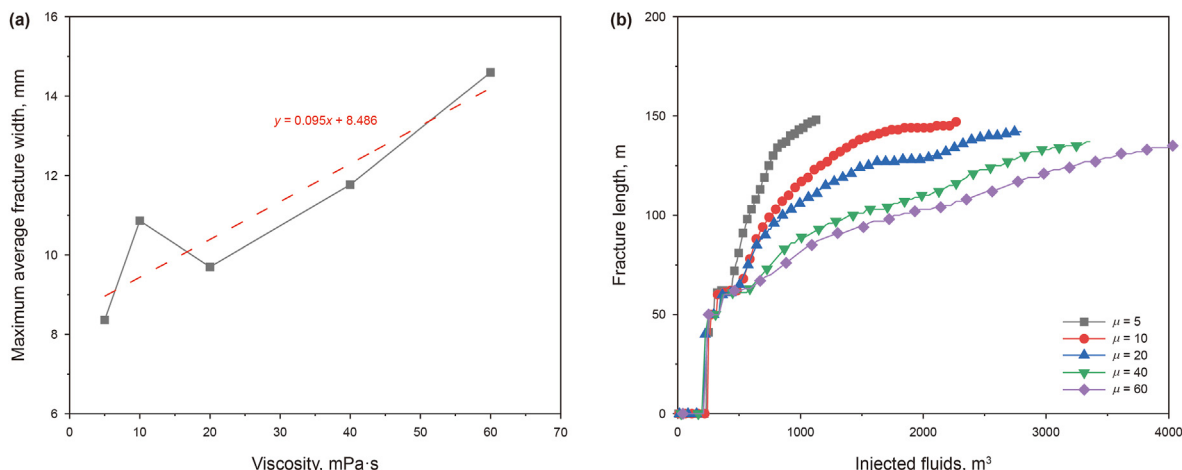 (a)
16
14
12
10
8
6
Maximum average fracture width, mm
y = 0.095x + 8.486
0
10
20
30
40
50
60
70
Viscosity, mPa·s
(b)
200
150
100
50
0
Fracture length, m
μ = 5
μ = 10
μ = 20
μ = 40
μ = 60
0
1000
2000
3000
4000
Injected fluids, m³